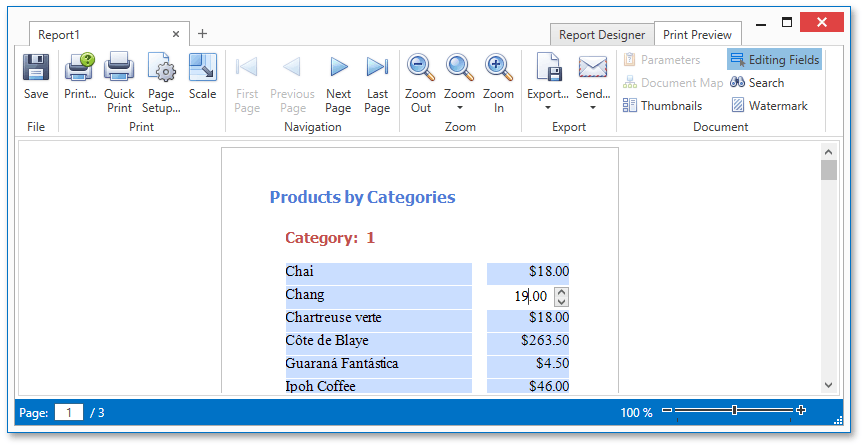 Report1 × + Report Designer Print Preview
Save Print... Quick Print Page Setup... Scale First Page Previous Page Next Page Last Page Zoom Out Zoom Zoom In Export... Send... Parameters Editing Fields
Document Map Search
Thumbnails Watermark
File Print Navigation Zoom Export Document
Products by Categories
Category: 1
Chai $18.00
Chang 19.00
Chartreuse verte $18.00
Côte de Blaye $263.50
Guaraná Fantástica $4.50
Ipoh Coffee $46.00
Page: 1 / 3 100 %